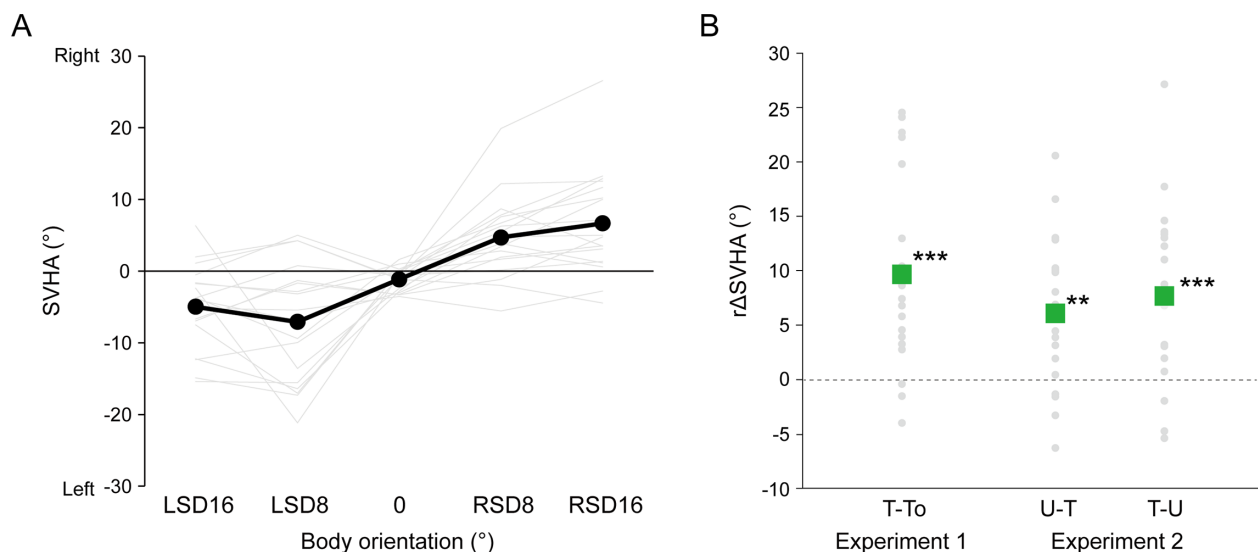 A
Right
30
20
10
0
-10
-20
Left
-30
SVHA (°)
LSD16
LSD8
0
RSD8
RSD16
Body orientation (°)
B
30
25
20
15
10
5
0
-5
-10
rΔSVHA (°)
***
**
***
T-To
U-T
T-U
Experiment 1
Experiment 2